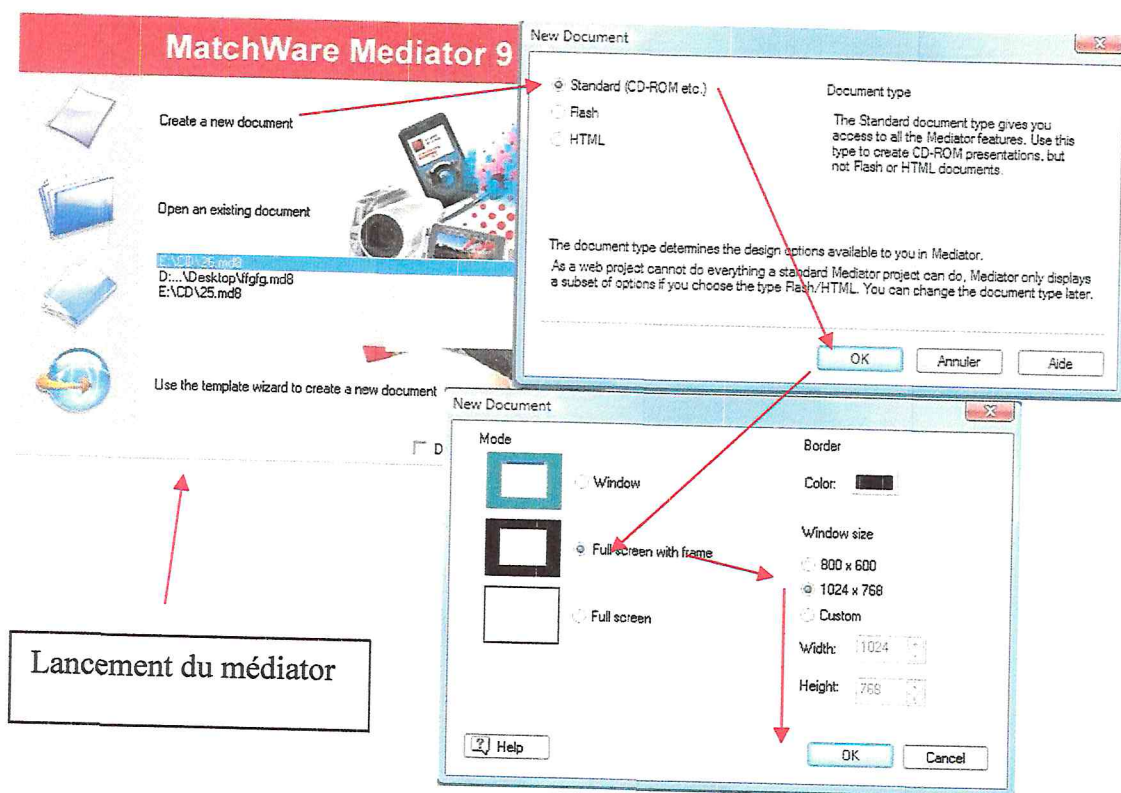 MatchWare Mediator 9
Create a new document
Open an existing document
E:\CD\26.md8
D:...\Desktop\ffgfg.md8
E:\CD\25.md8
Use the template wizard to create a new document
D
New Document
Standard (CD-ROM etc.)
Flash
HTML
Document type
The Standard document type gives you
access to all the Mediator features. Use this
type to create CD-ROM presentations, but
not Flash or HTML documents.
The document type determines the design options available to you in Mediator.
As a web project cannot do everything a standard Mediator project can do, Mediator only displays
a subset of options if you choose the type Flash/HTML. You can change the document type later.
OK
Annuler
Aide
New Document
Mode
Window
Full screen with frame
Full screen
Border
Color:
Window size
800 x 600
1024 x 768
Custom
Width: 1024
Height: 768
Help
OK
Cancel
Lancement du médiator